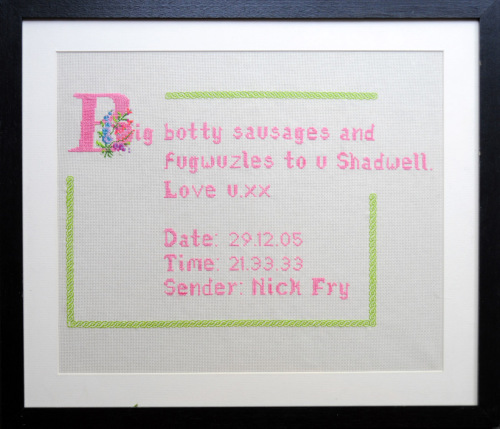 Big botty sausages and
fugwuzles to u Shadwell.
Love u.xx
Date: 29.12.05
Time: 21.33.33
Sender: Nick Fry